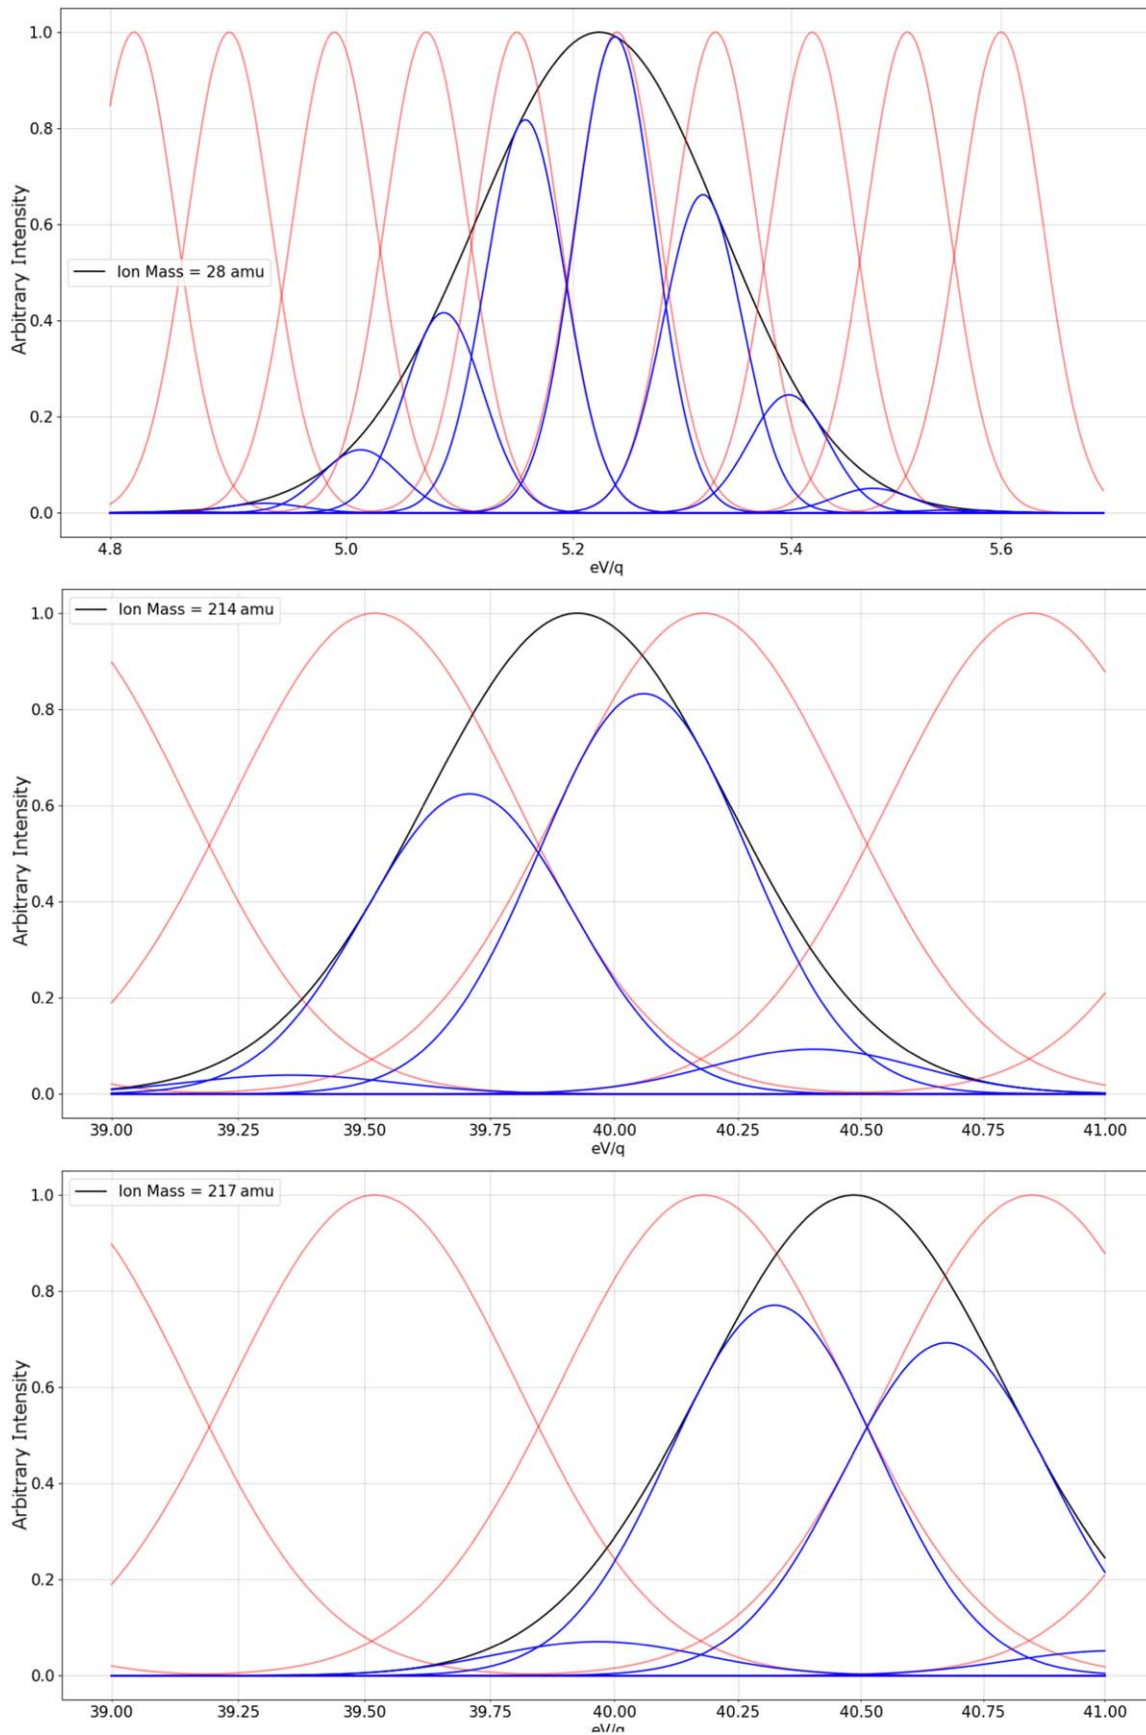 1.0
0.8
0.6
0.4
0.2
0.0
Arbitrary Intensity
Ion Mass = 28 amu
4.8 5.0 5.2 5.4 5.6
eV/q
1.0
0.8
0.6
0.4
0.2
0.0
Arbitrary Intensity
Ion Mass = 214 amu
39.00 39.25 39.50 39.75 40.00 40.25 40.50 40.75 41.00
eV/q
1.0
0.8
0.6
0.4
0.2
0.0
Arbitrary Intensity
Ion Mass = 217 amu
39.00 39.25 39.50 39.75 40.00 40.25 40.50 40.75 41.00
eV/q